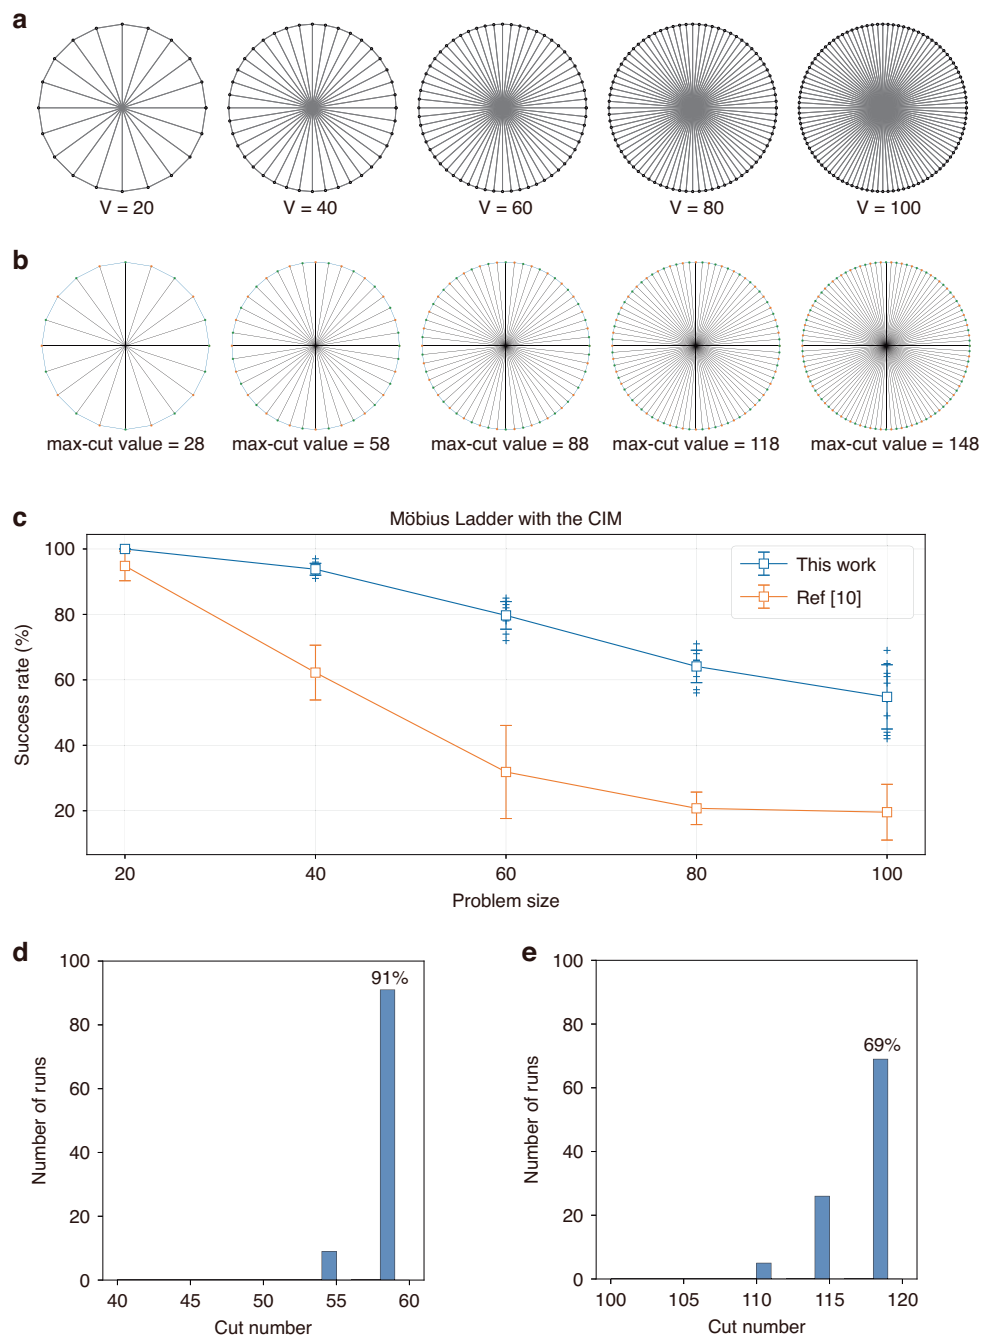 a
V = 20
V = 40
V = 60
V = 80
V = 100
b
max-cut value = 28
max-cut value = 58
max-cut value = 88
max-cut value = 118
max-cut value = 148
c
Möbius Ladder with the CIM
100
80
60
40
20
Success rate (%)
This work
Ref [10]
20
40
60
80
100
Problem size
d
100
80
60
40
20
0
Number of runs
91%
40
45
50
55
60
Cut number
e
100
80
60
40
20
0
Number of runs
69%
100
105
110
115
120
Cut number